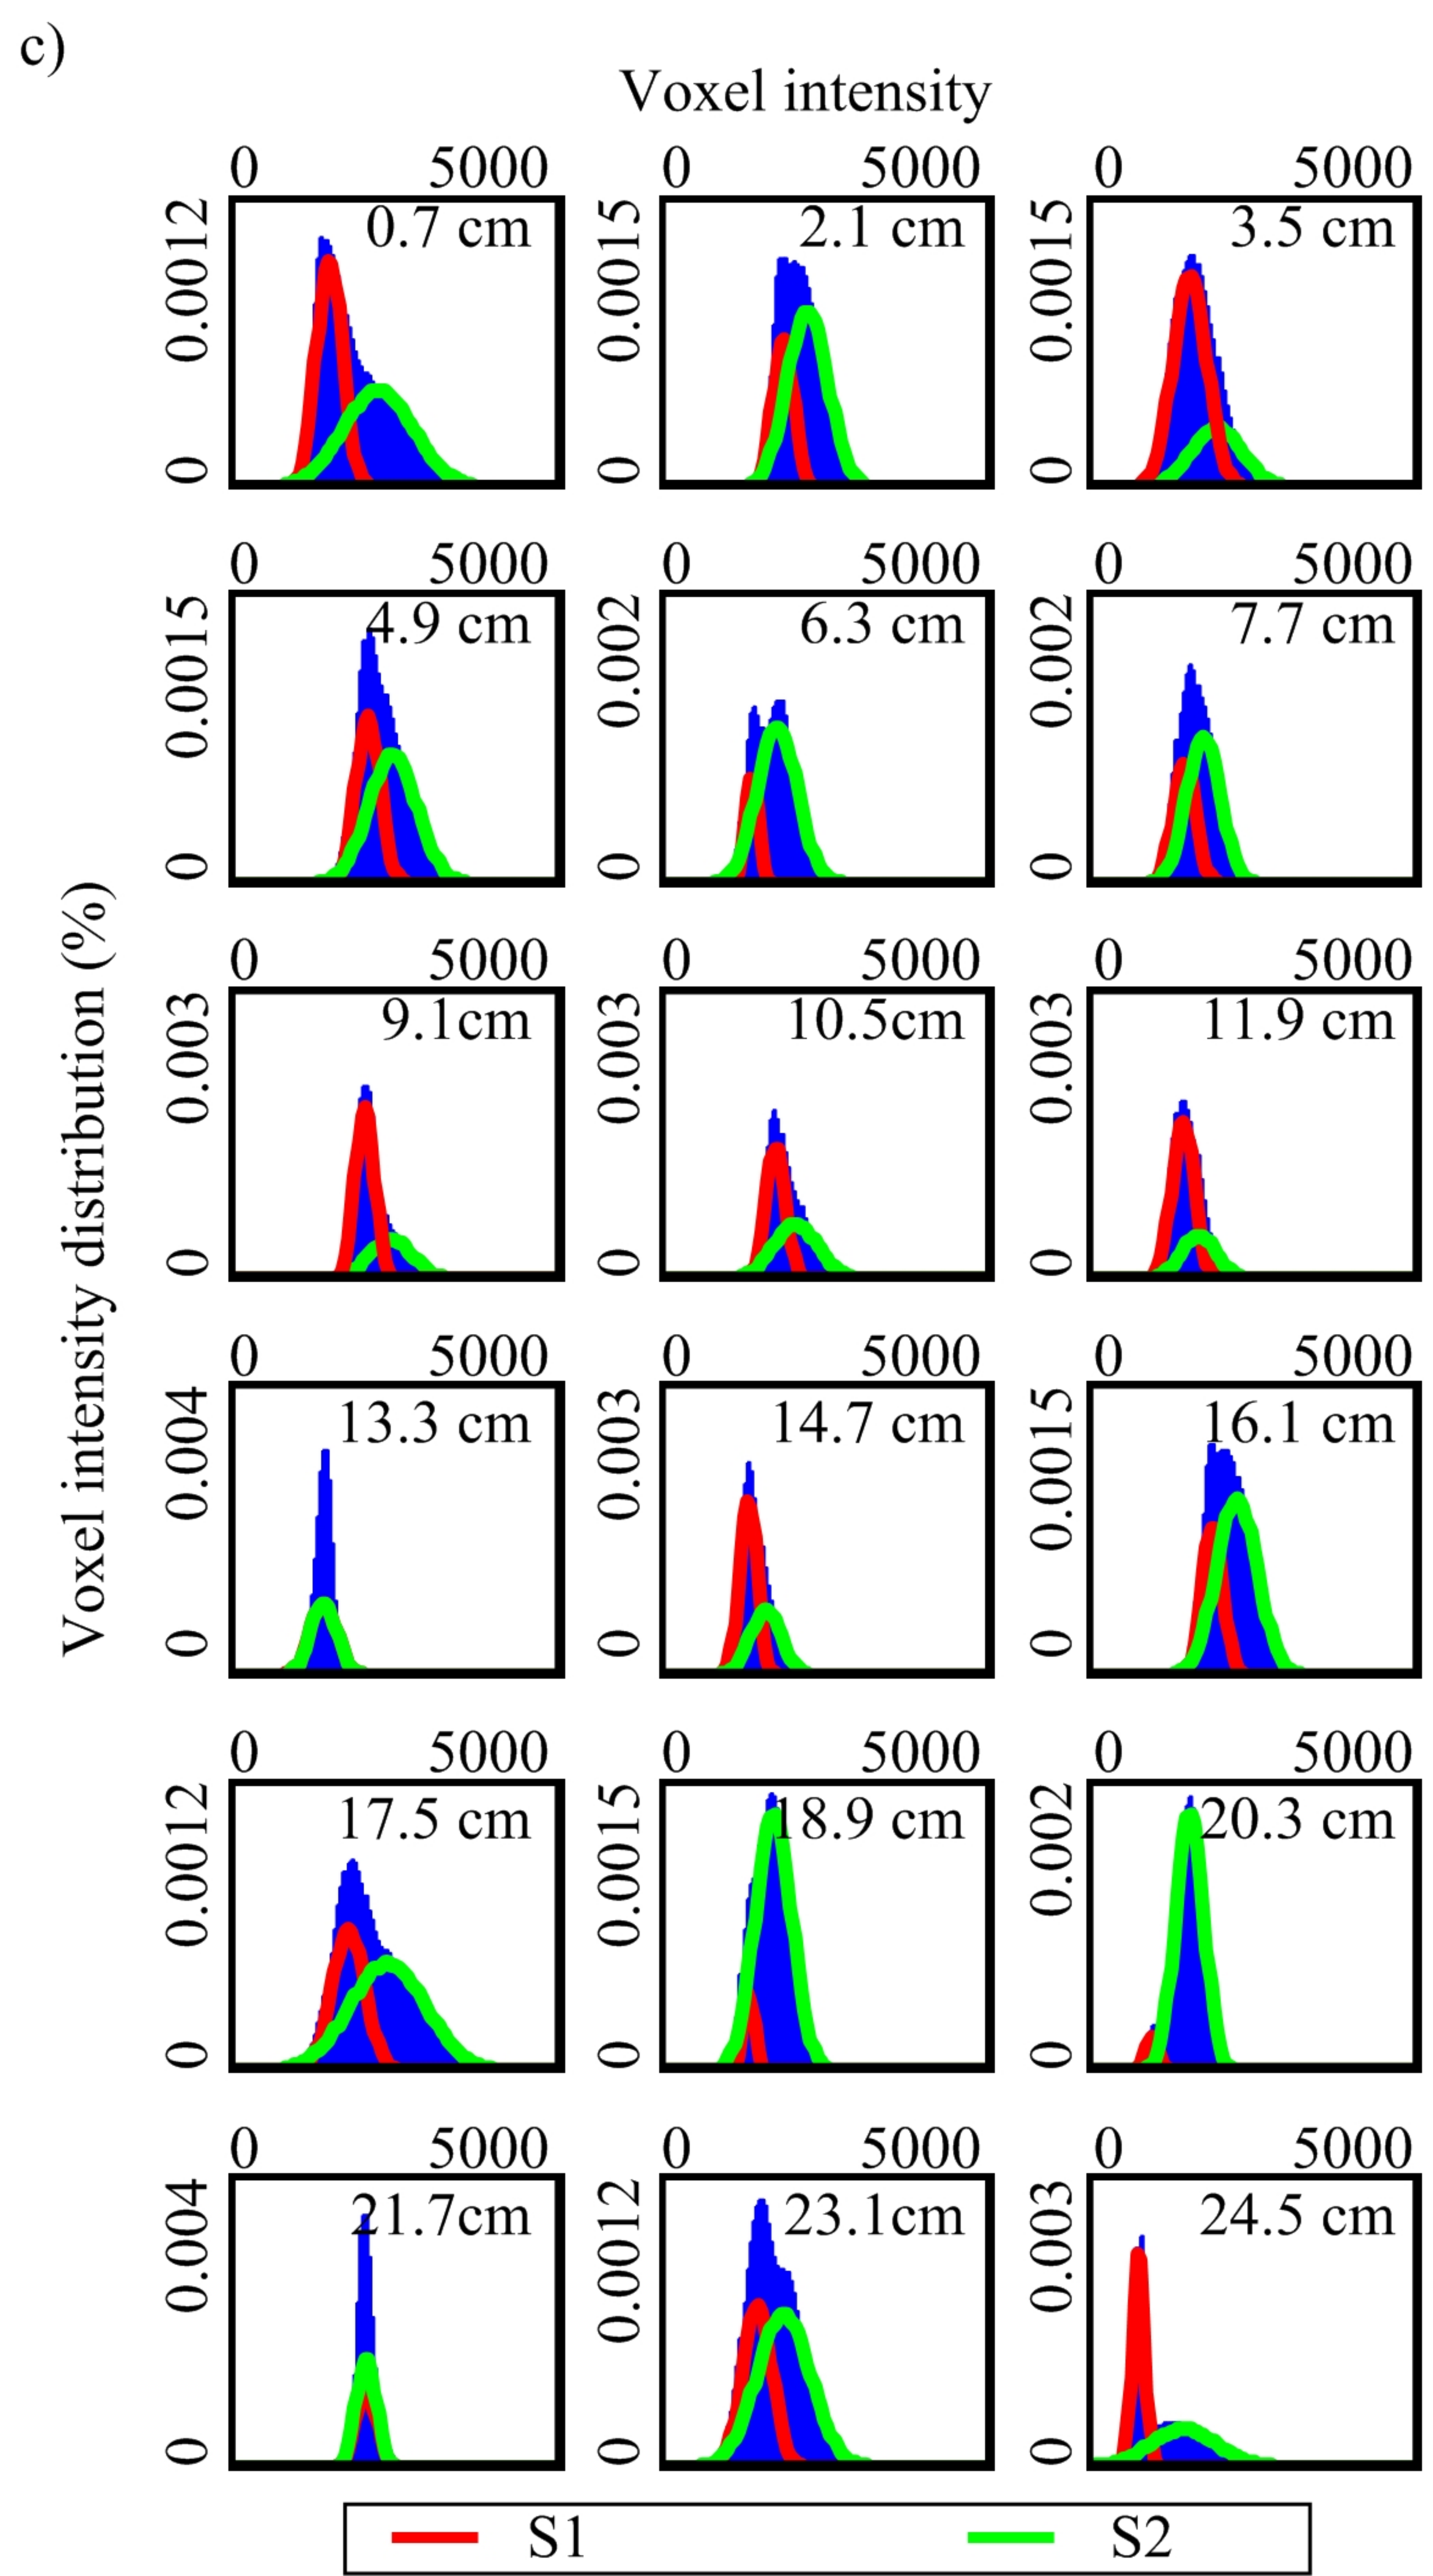 c)
Voxel intensity
Voxel intensity distribution (%)
0 5000 0 5000 0 5000
0.0012 0 0.7 cm 0.0015 0 2.1 cm 0.0015 0 3.5 cm
0 5000 0 5000 0 5000
0.0015 0 4.9 cm 0.002 0 6.3 cm 0.002 0 7.7 cm
0 5000 0 5000 0 5000
0.003 0 9.1cm 0.003 0 10.5cm 0.003 0 11.9 cm
0 5000 0 5000 0 5000
0.004 0 13.3 cm 0.003 0 14.7 cm 0.0015 0 16.1 cm
0 5000 0 5000 0 5000
0.0012 0 17.5 cm 0.0015 0 18.9 cm 0.002 0 20.3 cm
0 5000 0 5000 0 5000
0.004 0 21.7cm 0.0012 0 23.1cm 0.003 0 24.5 cm
S1 S2